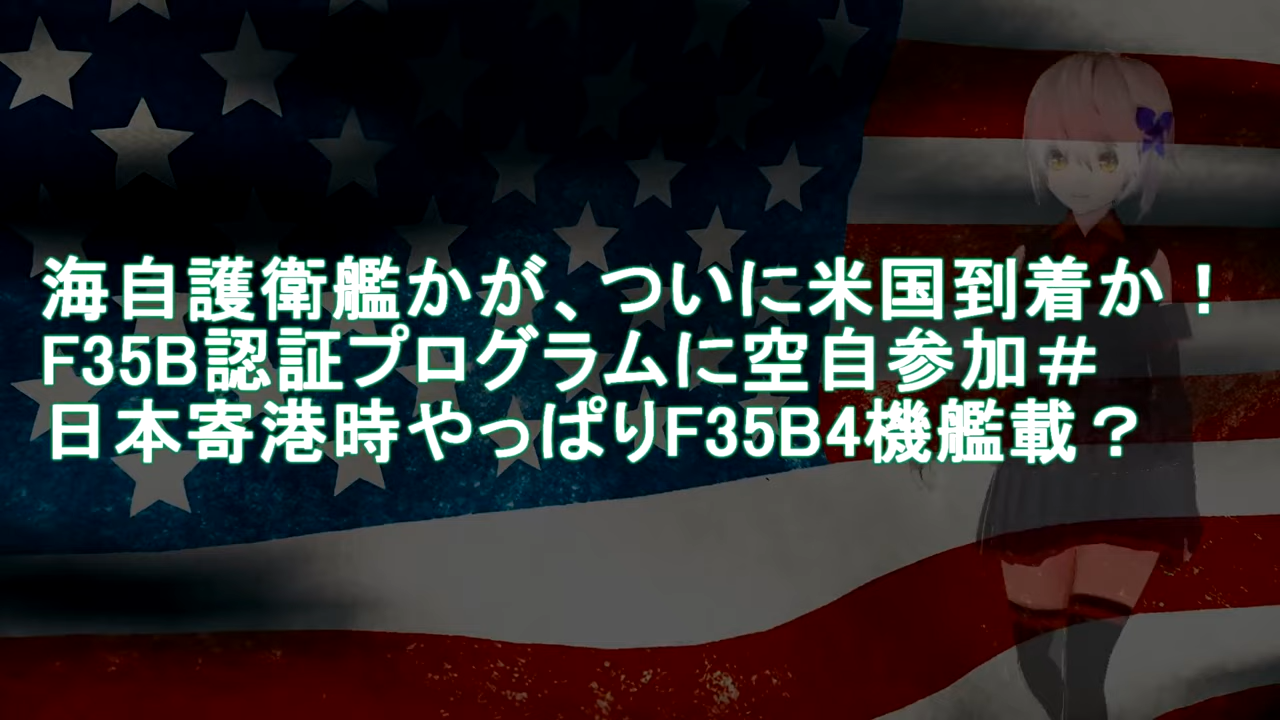 海自護衛艦かが、ついに米国到着か！
F35B認証プログラムに空自参加＃
日本寄港時やっぱりF35B4機艦載？